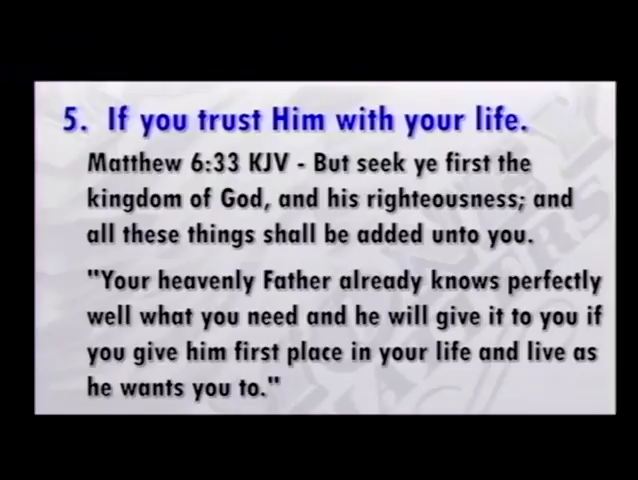 5. If you trust Him with your life.
Matthew 6:33 KJV - But seek ye first the
kingdom of God, and his righteousness; and
all these things shall be added unto you.
"Your heavenly Father already knows perfectly
well what you need and he will give it to you if
you give him first place in your life and live as
he wants you to."